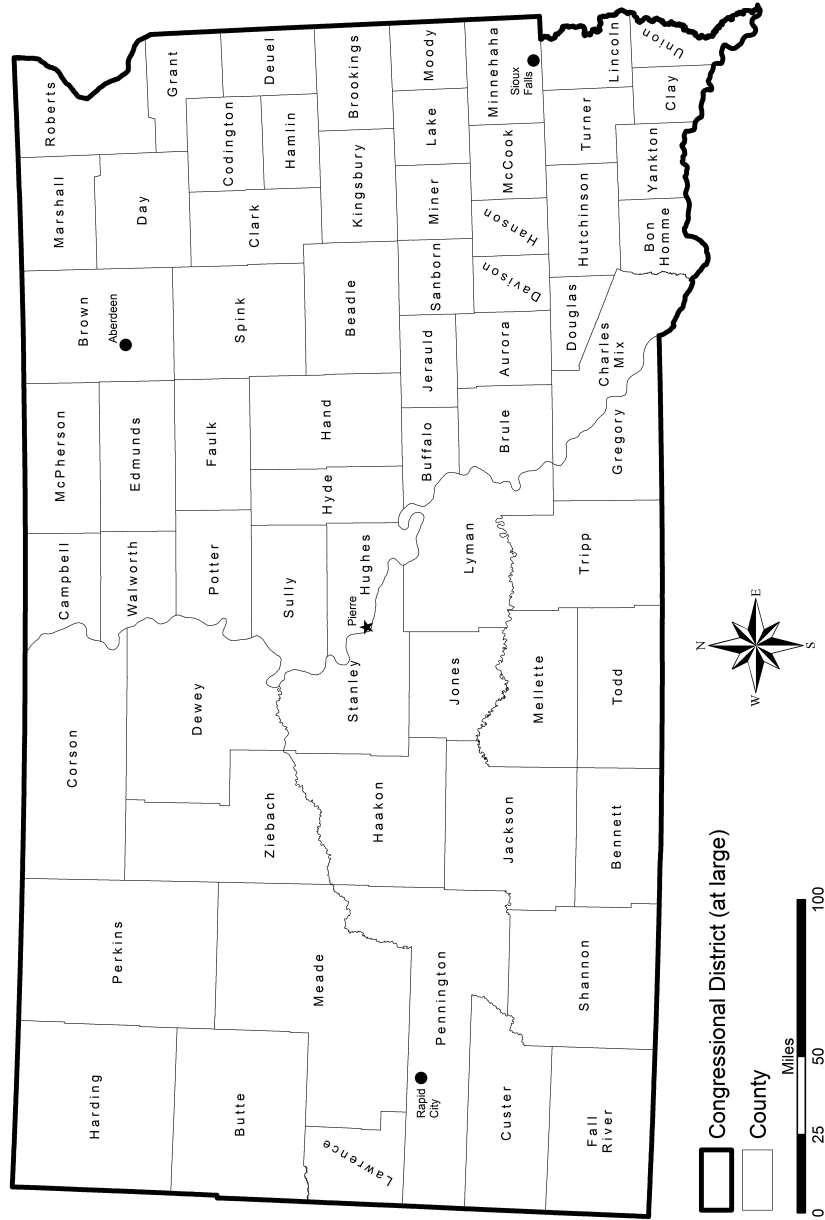 Harding
Perkins
Corson
Campbell
McPherson
Brown
Aberdeen
Marshall
Roberts
Butte
Dewey
Walworth
Edmunds
Day
Grant
Ziebach
Potter
Faulk
Spink
Codington
Deuel
Lawrence
Meade
Sully
Hyde
Hand
Clark
Hamlin
Haakon
Stanley
Pierre
Hughes
Beadle
Kingsbury
Brookings
Rapid
City
Pennington
Jones
Lyman
Buffalo
Jerauld
Sanborn
Miner
Lake
Moody
Custer
Jackson
Mellette
Brule
Aurora
Davison
Hanson
McCook
Minnehaha
Sioux
Falls
Fall
River
Shannon
Bennett
Todd
Tripp
Gregory
Charles
Mix
Douglas
Hutchinson
Turner
Lincoln
Bon
Homme
Yankton
Clay
Union
Congressional District (at large)
County
Miles
0 25 50 100
N
W E
S